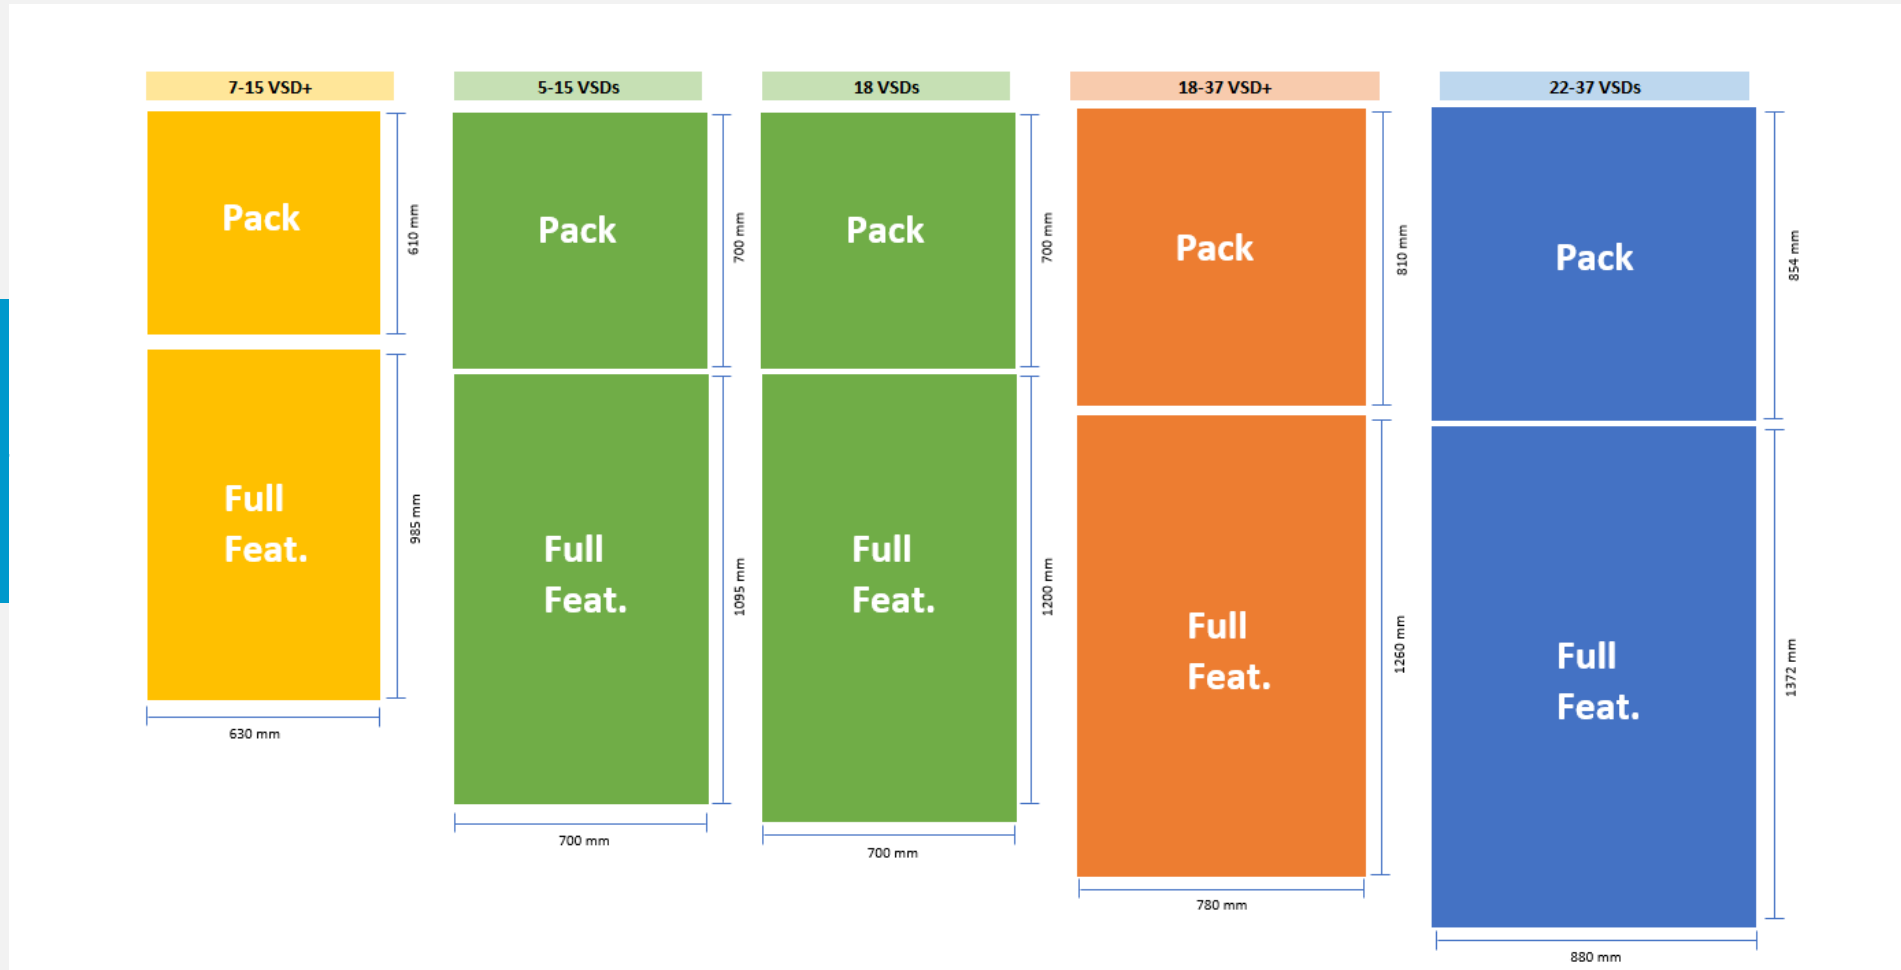 7-15 VSD+
5-15 VSDs
18 VSDs
18-37 VSD+
22-37 VSDs
Pack
610 mm
Pack
700 mm
Pack
700 mm
Pack
810 mm
Pack
854 mm
Full
Feat.
985 mm
Full
Feat.
1095 mm
Full
Feat.
1200 mm
Full
Feat.
1260 mm
Full
Feat.
1372 mm
630 mm
700 mm
700 mm
780 mm
880 mm